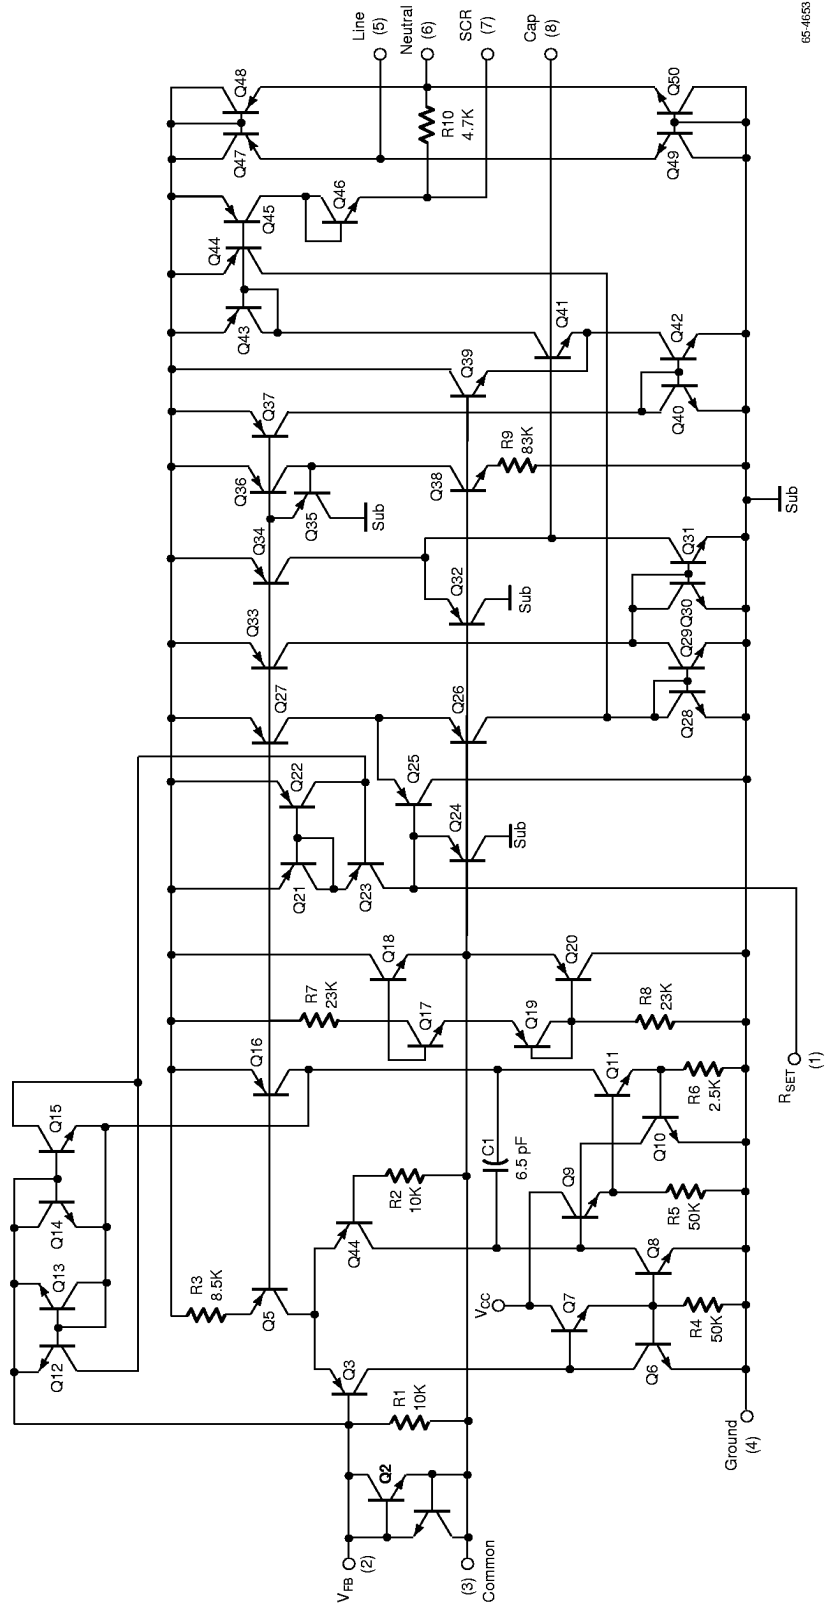 65-4653
Line
(5)
Neutral
(6)
SCR
(7)
Cap
(8)
Q48
Q47
R10
4.7K
Q50
Q49
Q46
Q45
Q44
Q43
Q41
Q42
Q39
Q40
Q37
R9
83K
Q36
Q38
Q35
Sub
Sub
Q34
Q31
Q32
Q30
Sub
Q33
Q29
Q27
Q26
Q28
Q22
Q25
Q24
Sub
Q21
Q23
Q18
Q20
R7
23K
Q17
Q19
R8
23K
Q16
Q11
R6
2.5K
RSET
(1)
Q15
C1
6.5 pF
Q10
Q14
R2
10K
Q9
R5
50K
Q13
Q44
Q8
R3
8.5K
Q5
VCC
Q7
R4
50K
Q12
Q3
Q6
R1
10K
Ground
(4)
Q2
VFB
(2)
(3)
Common